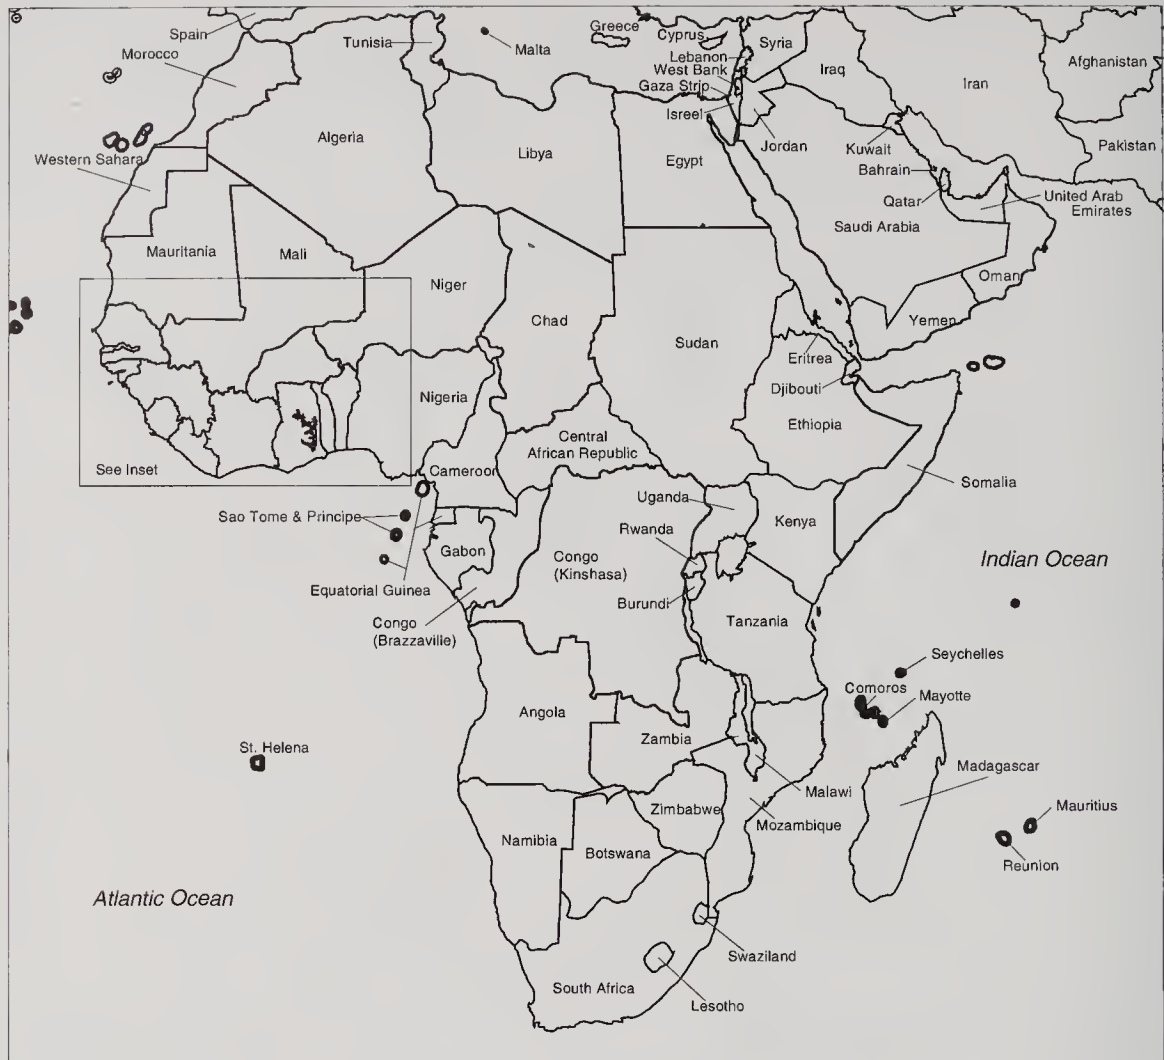 Spain
Morocco
Tunisia
Malta
Greece
Cyprus
Lebanon
West Bank
Gaza Strip
Isreel
Syria
Iraq
Iran
Afghanistan
Pakistan
Jordan
Kuwait
Bahrain
Qatar
United Arab
Emirates
Saudi Arabia
Oman
Yemen
Algeria
Libya
Egypt
Western Sahara
Mauritania
Mali
Niger
Chad
Sudan
Eritrea
Djibouti
Ethiopia
Somalia
Nigeria
See Inset
Cameroon
Central
African Republic
Sao Tome & Principe
Equatorial Guinea
Gabon
Congo
(Brazzaville)
Congo
(Kinshasa)
Uganda
Rwanda
Burundi
Kenya
Tanzania
Indian Ocean
Seychelles
Comoros
Mayotte
Angola
Zambia
Malawi
Mozambique
Madagascar
Mauritius
Reunion
St. Helena
Zimbabwe
Namibia
Botswana
Atlantic Ocean
Swaziland
South Africa
Lesotho